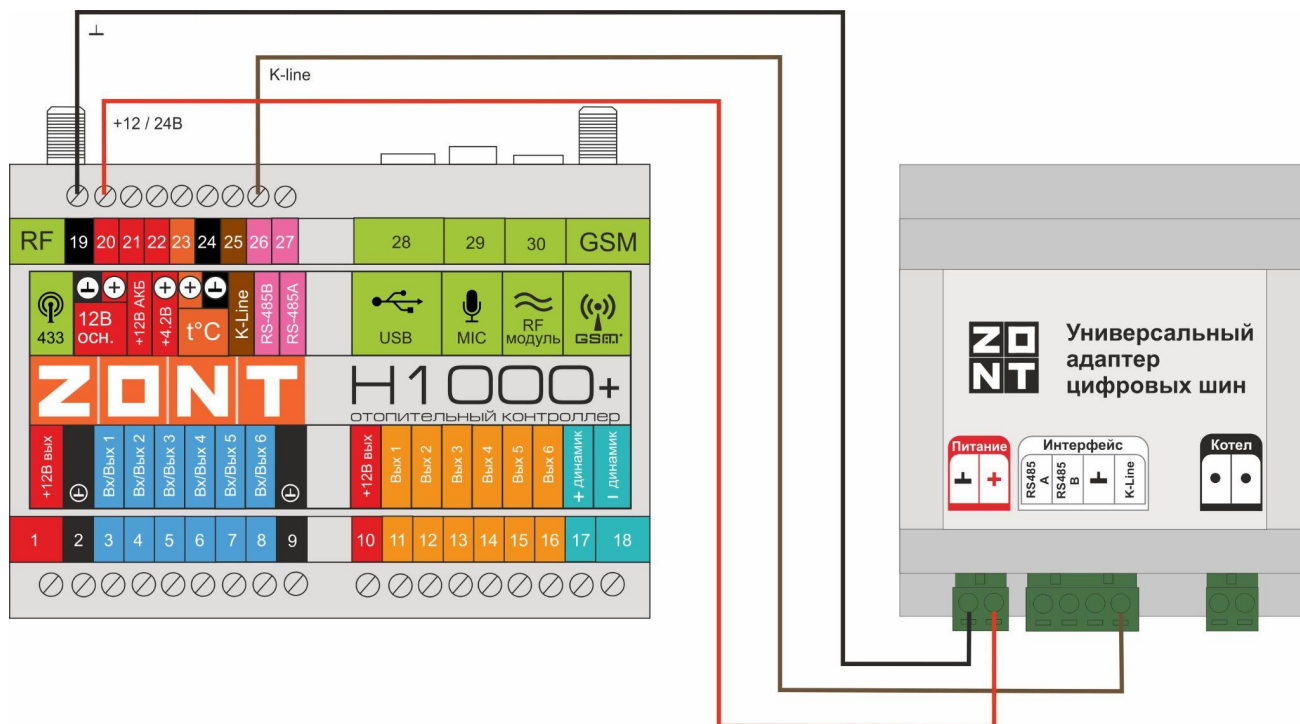 ⊥
K-line
+12 / 24В
RF 19 20 21 22 23 24 25 26 27 28 29 30 GSM
433
12В
осн.
+12В АКБ
+4.2В
t°C
K-Line
RS-485B
RS-485A
USB
MIC
RF
модуль
GSM
ZONT
H1000+
отопительный контроллер
+12В вых
Вх/Вых 1
Вх/Вых 2
Вх/Вых 3
Вх/Вых 4
Вх/Вых 5
Вх/Вых 6
+12В вых
Вых 1
Вых 2
Вых 3
Вых 4
Вых 5
Вых 6
+ динамик
– динамик
1 2 3 4 5 6 7 8 9 10 11 12 13 14 15 16 17 18
ZO
NT
Универсальный
адаптер
цифровых шин
Питание
⊥ +
Интерфейс
RS485
A
RS485
B
⊥
K-Line
Котел